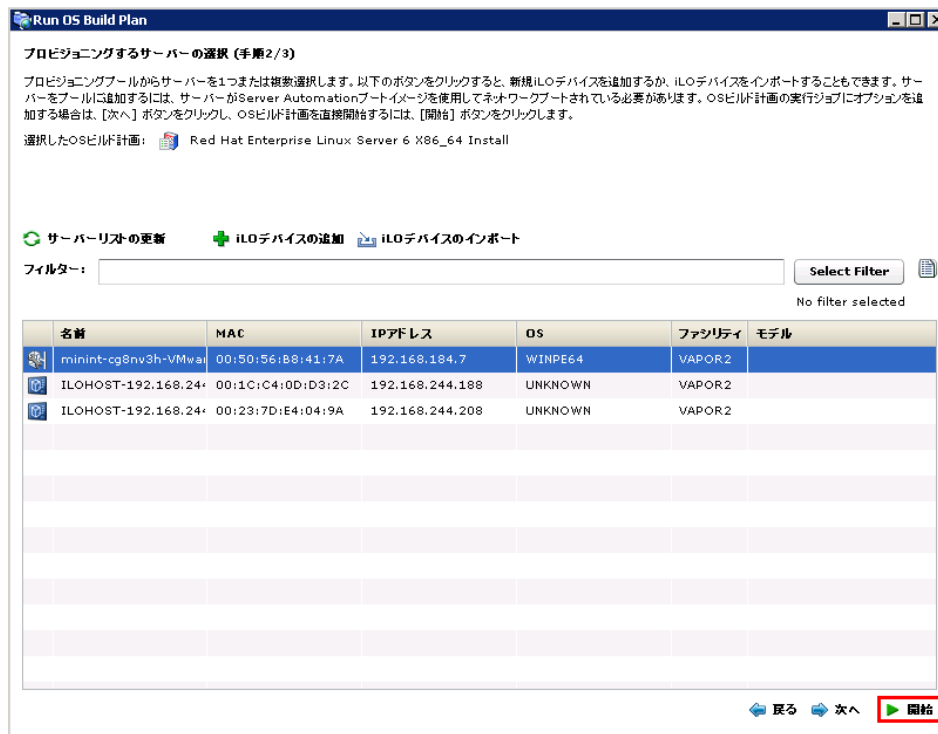 Run OS Build Plan
プロビジョニングするサーバーの選択 (手順2/3)
プロビジョニングプールからサーバーを1つまたは複数選択します。以下のボタンをクリックすると、新規iLOデバイスを追加するか、iLOデバイスをインポートすることもできます。サー
バーをプールに追加するには、サーバーがServer Automationブートイメージを使用してネットワークブートされている必要があります。OSビルド計画の実行ジョブにオプションを追
加する場合は、[次へ] ボタンをクリックし、OSビルド計画を直接開始するには、[開始] ボタンをクリックします。
選択したOSビルド計画: Red Hat Enterprise Linux Server 6 X86_64 Install
サーバーリストの更新 iLOデバイスの追加 iLOデバイスのインポート
フィルター: Select Filter
No filter selected
名前 MAC IPアドレス OS ファシリティ モデル
minint-cg8nv3h-VMwar 00:50:56:B8:41:7A 192.168.184.7 WINPE64 VAPOR2
ILOHOST-192.168.244 00:1C:C4:0D:D3:2C 192.168.244.188 UNKNOWN VAPOR2
ILOHOST-192.168.244 00:23:7D:E4:04:9A 192.168.244.208 UNKNOWN VAPOR2
戻る 次へ 開始